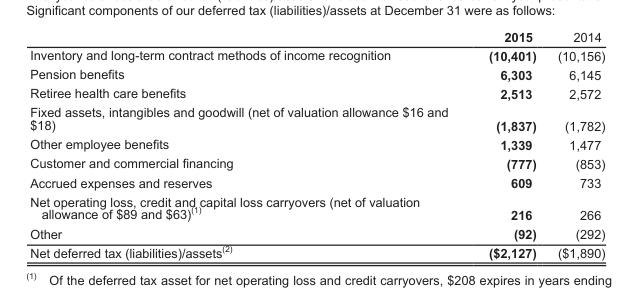 Significant components of our deferred tax (liabilities)/assets at December 31 were as follows:
2015 2014
Inventory and long-term contract methods of income recognition (10,401) (10,156)
Pension benefits 6,303 6,145
Retiree health care benefits 2,513 2,572
Fixed assets, intangibles and goodwill (net of valuation allowance $16 and
$18) (1,837) (1,782)
Other employee benefits 1,339 1,477
Customer and commercial financing (777) (853)
Accrued expenses and reserves 609 733
Net operating loss, credit and capital loss carryovers (net of valuation
allowance of $89 and $63)(1) 216 266
Other (92) (292)
Net deferred tax (liabilities)/assets(2) ($2,127) ($1,890)
(1) Of the deferred tax asset for net operating loss and credit carryovers, $208 expires in years ending